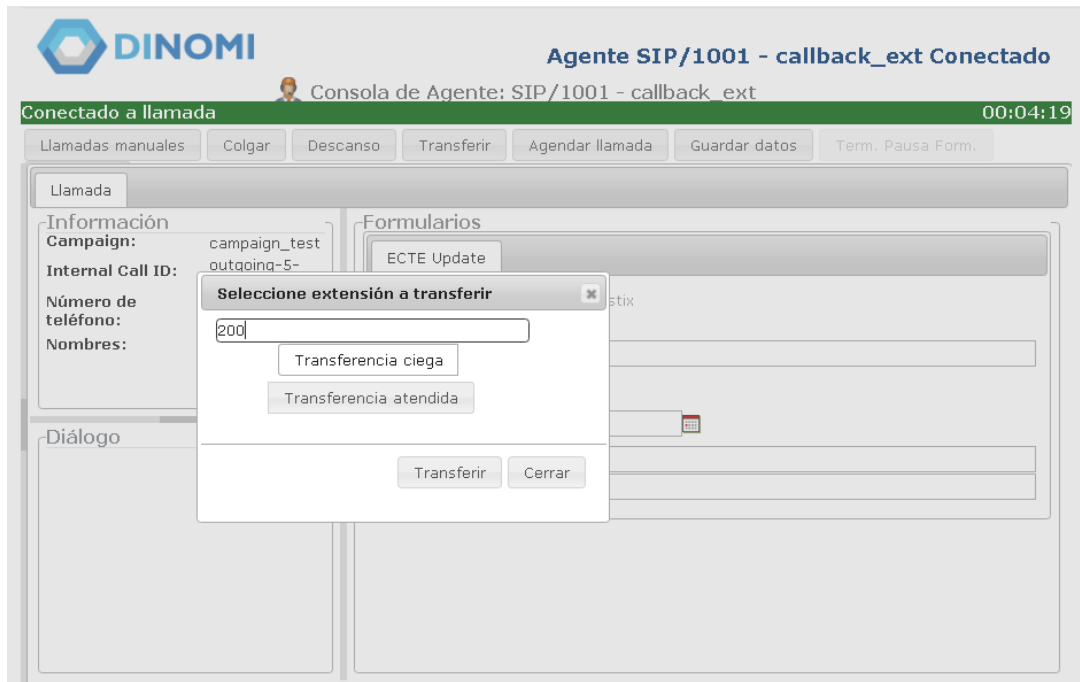 DINOMI
Agente SIP/1001 - callback_ext Conectado
Consola de Agente: SIP/1001 - callback_ext
Conectado a llamada 00:04:19
Llamadas manuales Colgar Descanso Transferir Agendar llamada Guardar datos Term. Pausa Form.
Llamada
Información
Campaign: campaign_test
Internal Call ID: outgoing-5-
Número de
teléfono:
Nombres:
Diálogo
Formularios
ECTE Update
stix
Seleccione extensión a transferir
200
Transferencia ciega
Transferencia atendida
Transferir Cerrar